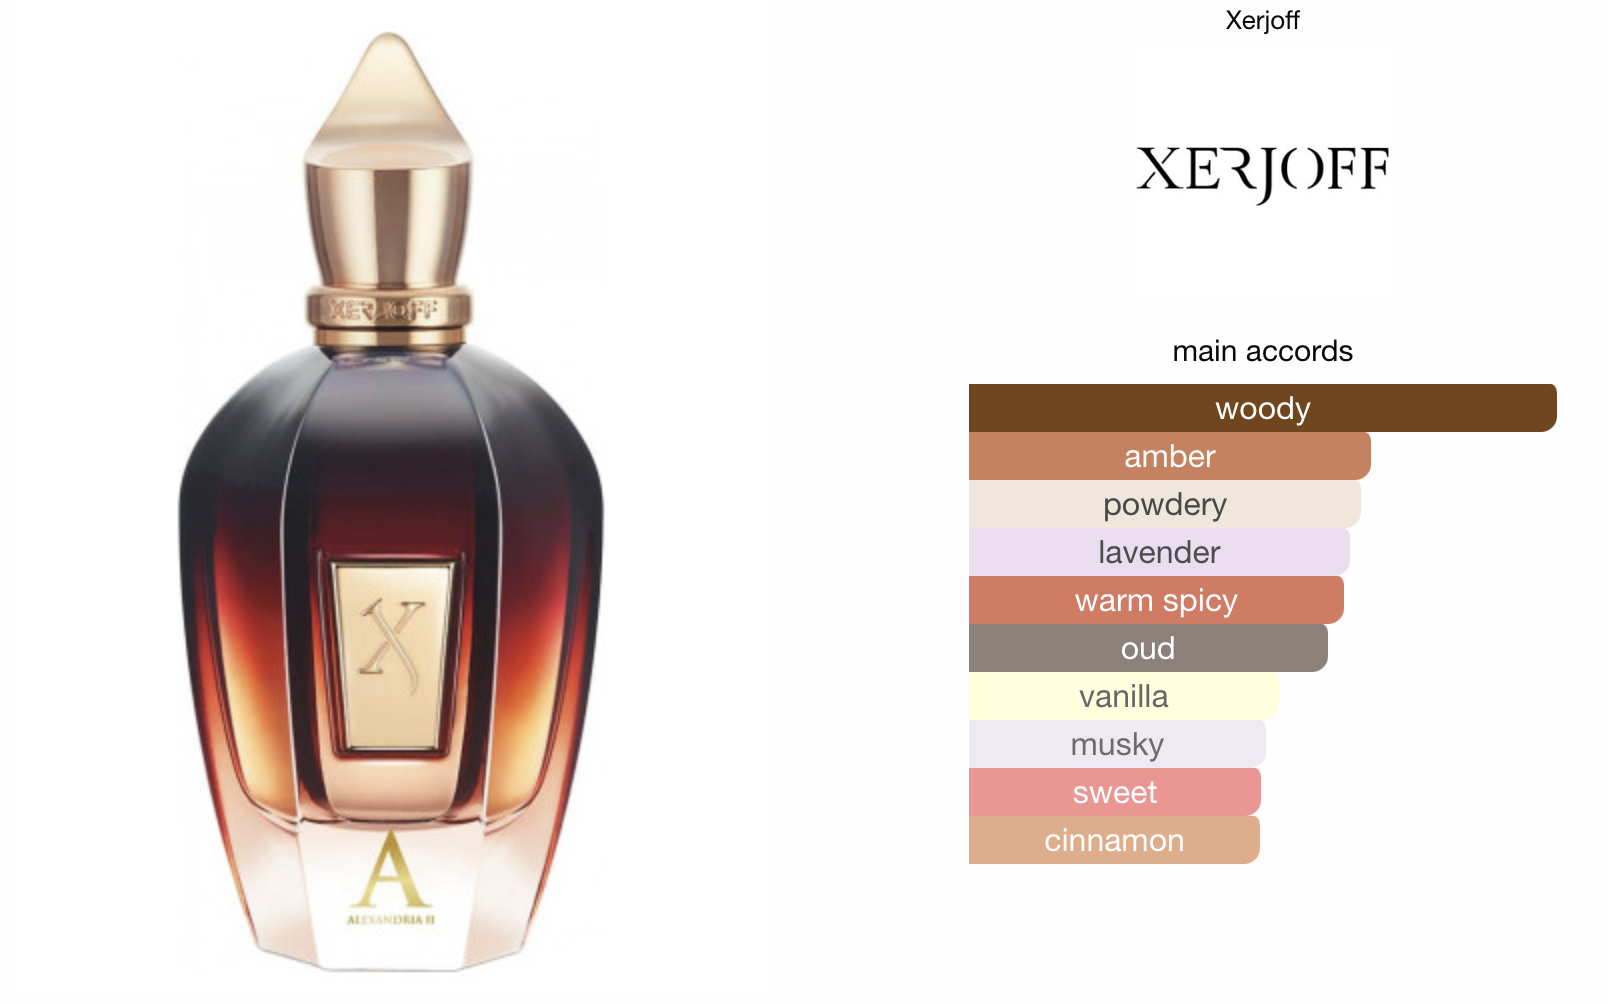 XERJOFF
X
A
ALEXANDRIA II
Xerjoff
XERJOFF
main accords
woody
amber
powdery
lavender
warm spicy
oud
vanilla
musky
sweet
cinnamon